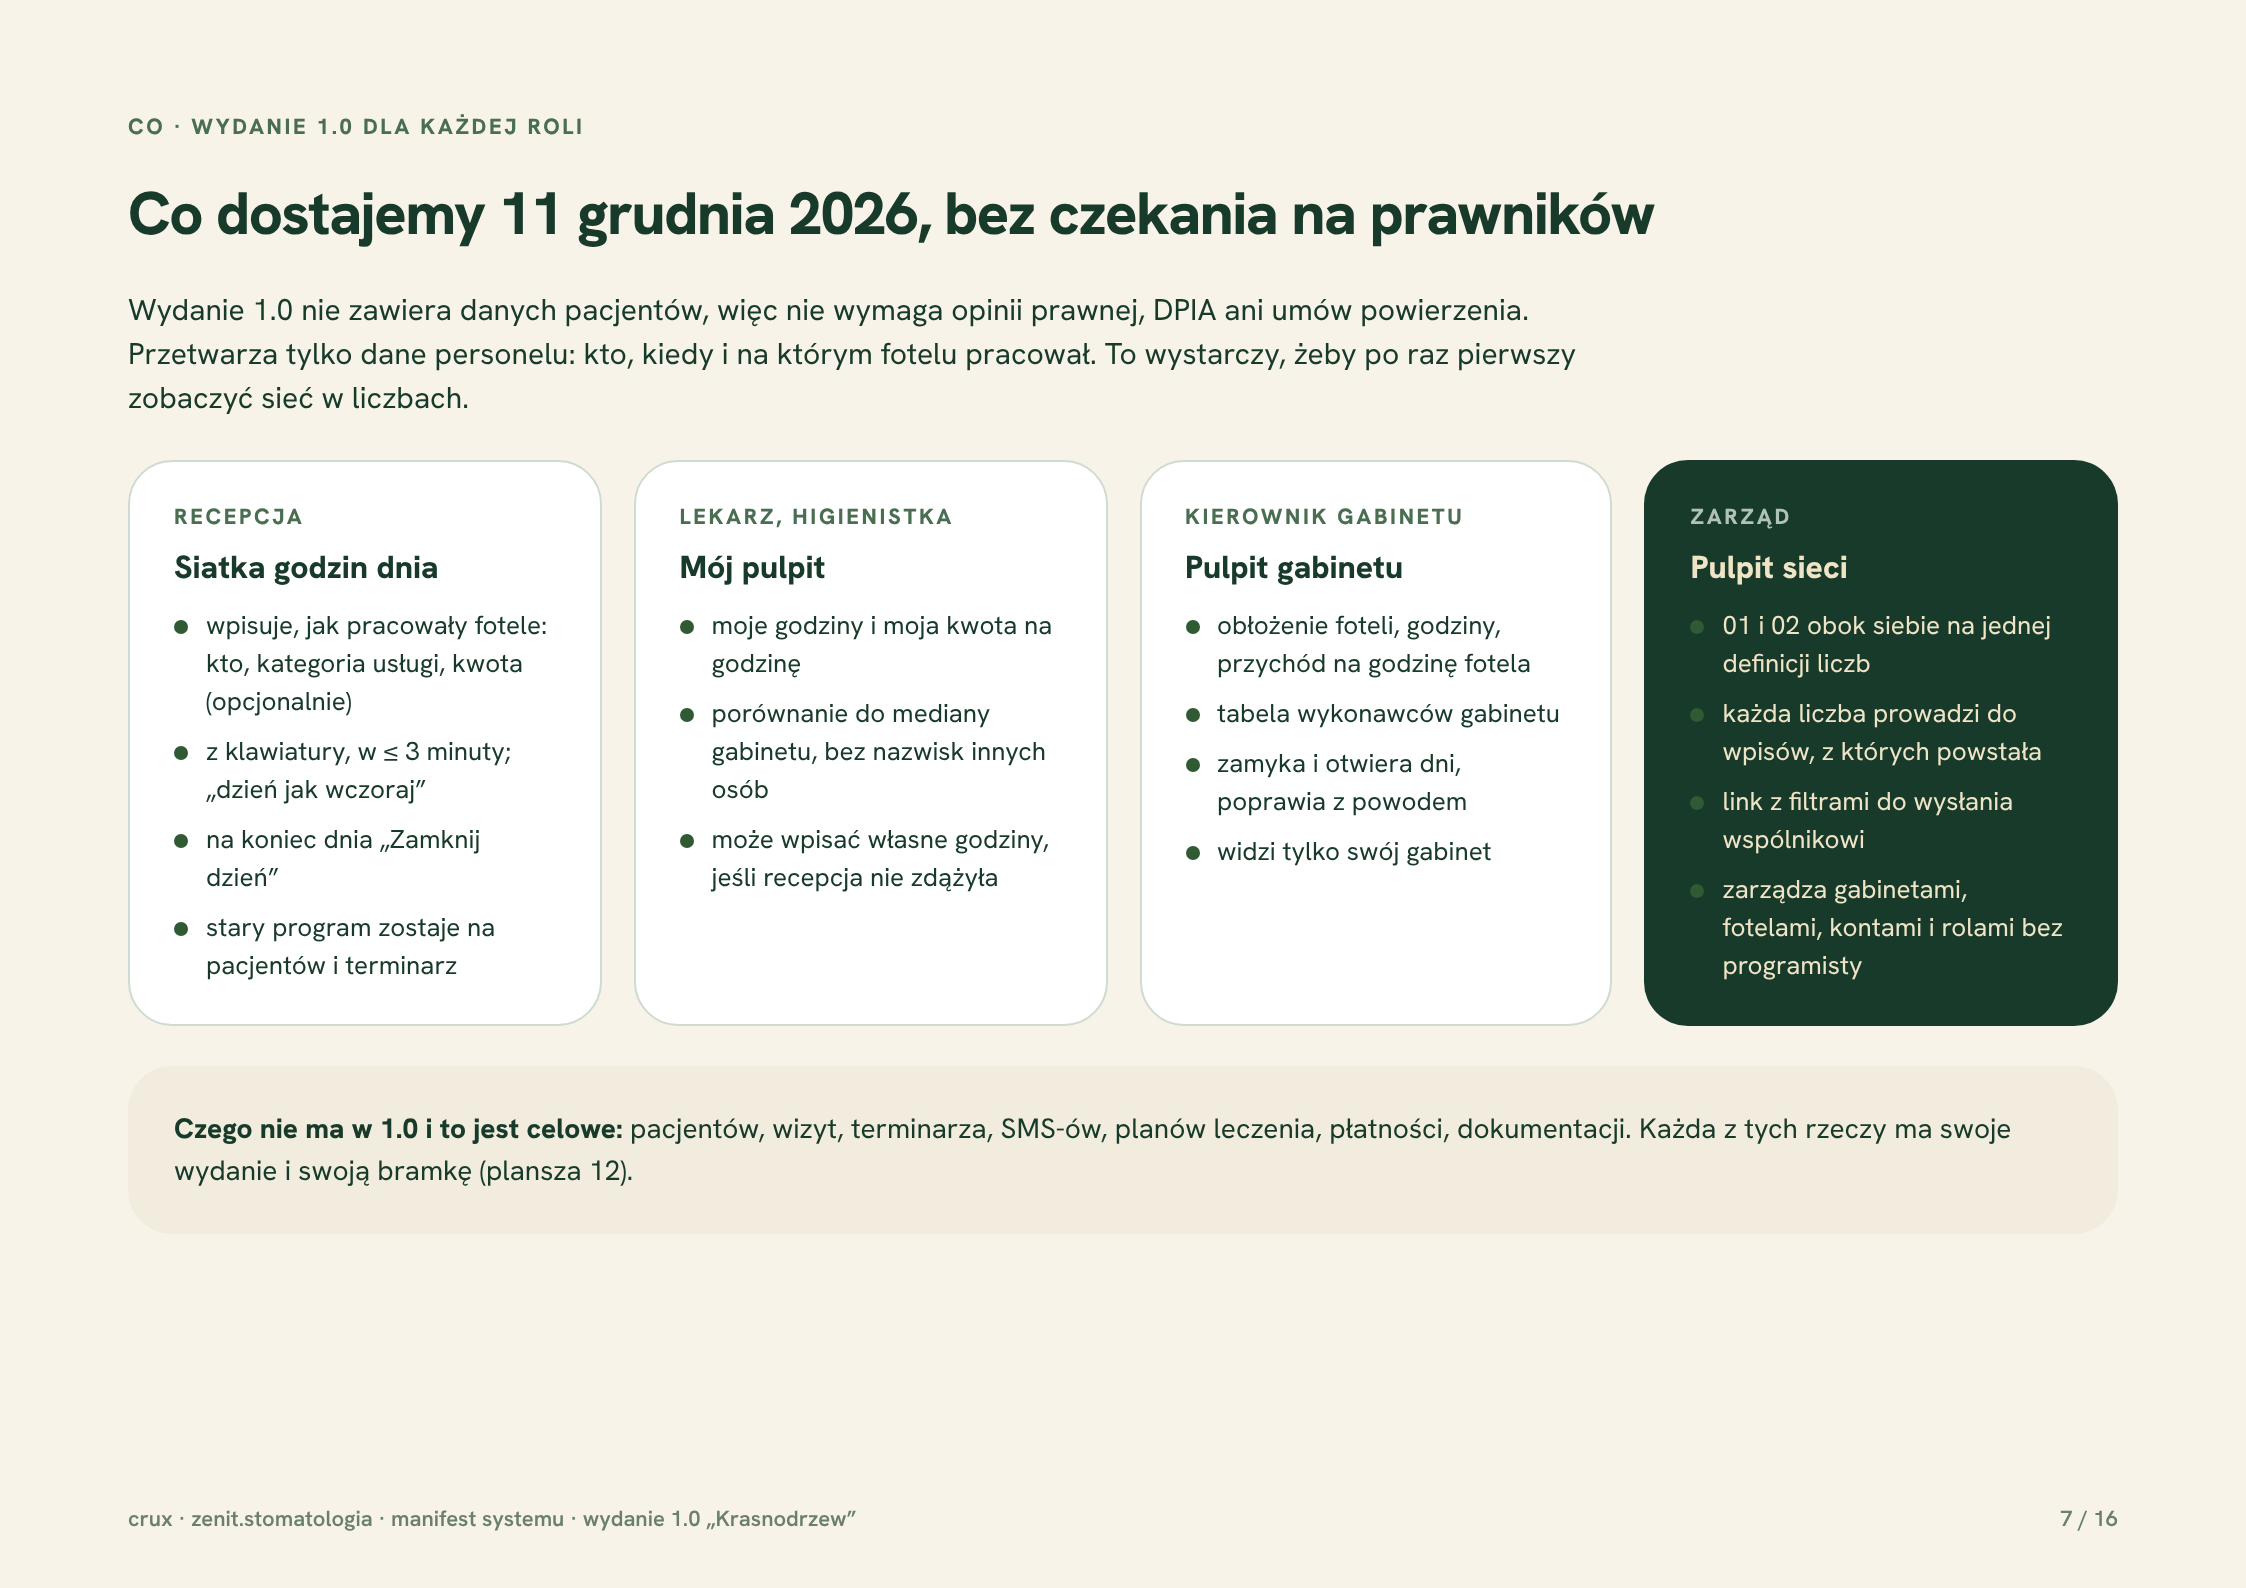 CO · WYDANIE 1.0 DLA KAŻDEJ ROLI
Co dostajemy 11 grudnia 2026, bez czekania na prawników
Wydanie 1.0 nie zawiera danych pacjentów, więc nie wymaga opinii prawnej, DPIA ani umów powierzenia.
Przetwarza tylko dane personelu: kto, kiedy i na którym fotelu pracował. To wystarczy, żeby po raz pierwszy
zobaczyć sieć w liczbach.
RECEPCJA
Siatka godzin dnia
● wpisuje, jak pracowały fotele:
kto, kategoria usługi, kwota
(opcjonalnie)
● z klawiatury, w ≤ 3 minuty;
„dzień jak wczoraj”
● na koniec dnia „Zamknij
dzień”
● stary program zostaje na
pacjentów i terminarz
LEKARZ, HIGIENISTKA
Mój pulpit
● moje godziny i moja kwota na
godzinę
● porównanie do mediany
gabinetu, bez nazwisk innych
osób
● może wpisać własne godziny,
jeśli recepcja nie zdążyła
KIEROWNIK GABINETU
Pulpit gabinetu
● obłożenie foteli, godziny,
przychód na godzinę fotela
● tabela wykonawców gabinetu
● zamyka i otwiera dni,
poprawia z powodem
● widzi tylko swój gabinet
ZARZĄD
Pulpit sieci
● 01 i 02 obok siebie na jednej
definicji liczb
● każda liczba prowadzi do
wpisów, z których powstała
● link z filtrami do wysłania
wspólnikowi
● zarządza gabinetami,
fotelami, kontami i rolami bez
programisty
Czego nie ma w 1.0 i to jest celowe: pacjentów, wizyt, terminarza, SMS-ów, planów leczenia, płatności, dokumentacji. Każda z tych rzeczy ma swoje
wydanie i swoją bramkę (plansza 12).
crux · zenit.stomatologia · manifest systemu · wydanie 1.0 „Krasnodrzew”
7 / 16